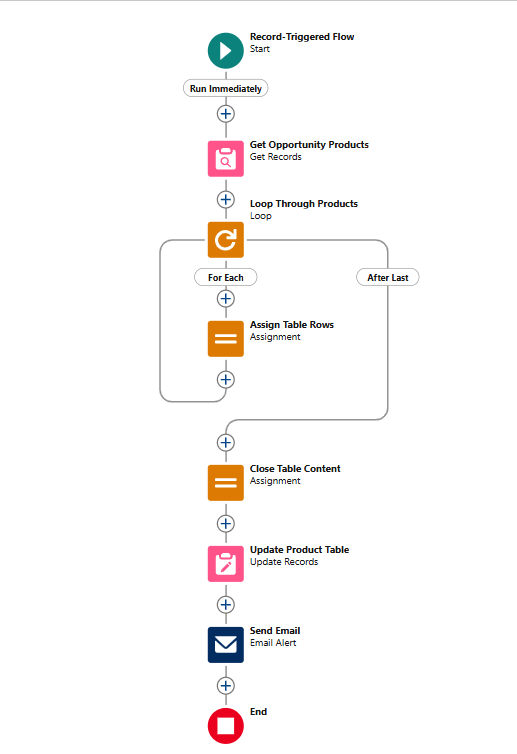 Record-Triggered Flow
Start
Run Immediately
Get Opportunity Products
Get Records
Loop Through Products
Loop
For Each
After Last
Assign Table Rows
Assignment
Close Table Content
Assignment
Update Product Table
Update Records
Send Email
Email Alert
End